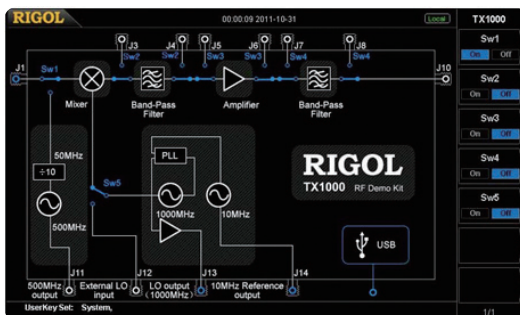 RIGOL 00:00:09 2011-10-31 Local TX1000
J3 J4 J5 J6 J7 J8
Sw2 Sw2 Sw3 Sw3 Sw4 Sw4
J1 Sw1 J10
Mixer Band-Pass Filter Amplifier Band-Pass Filter
50MHz
÷10
500MHz
Sw5
PLL
1000MHz 10MHz
RIGOL
TX1000 RF Demo Kit
USB
J11 J12 J13 J14
500MHz output External LO input LO output (1000MHz) 10MHz Reference output
UserKey Set: System,
Sw1
On Off
Sw2
On Off
Sw3
On Off
Sw4
On Off
Sw5
On Off
1/1